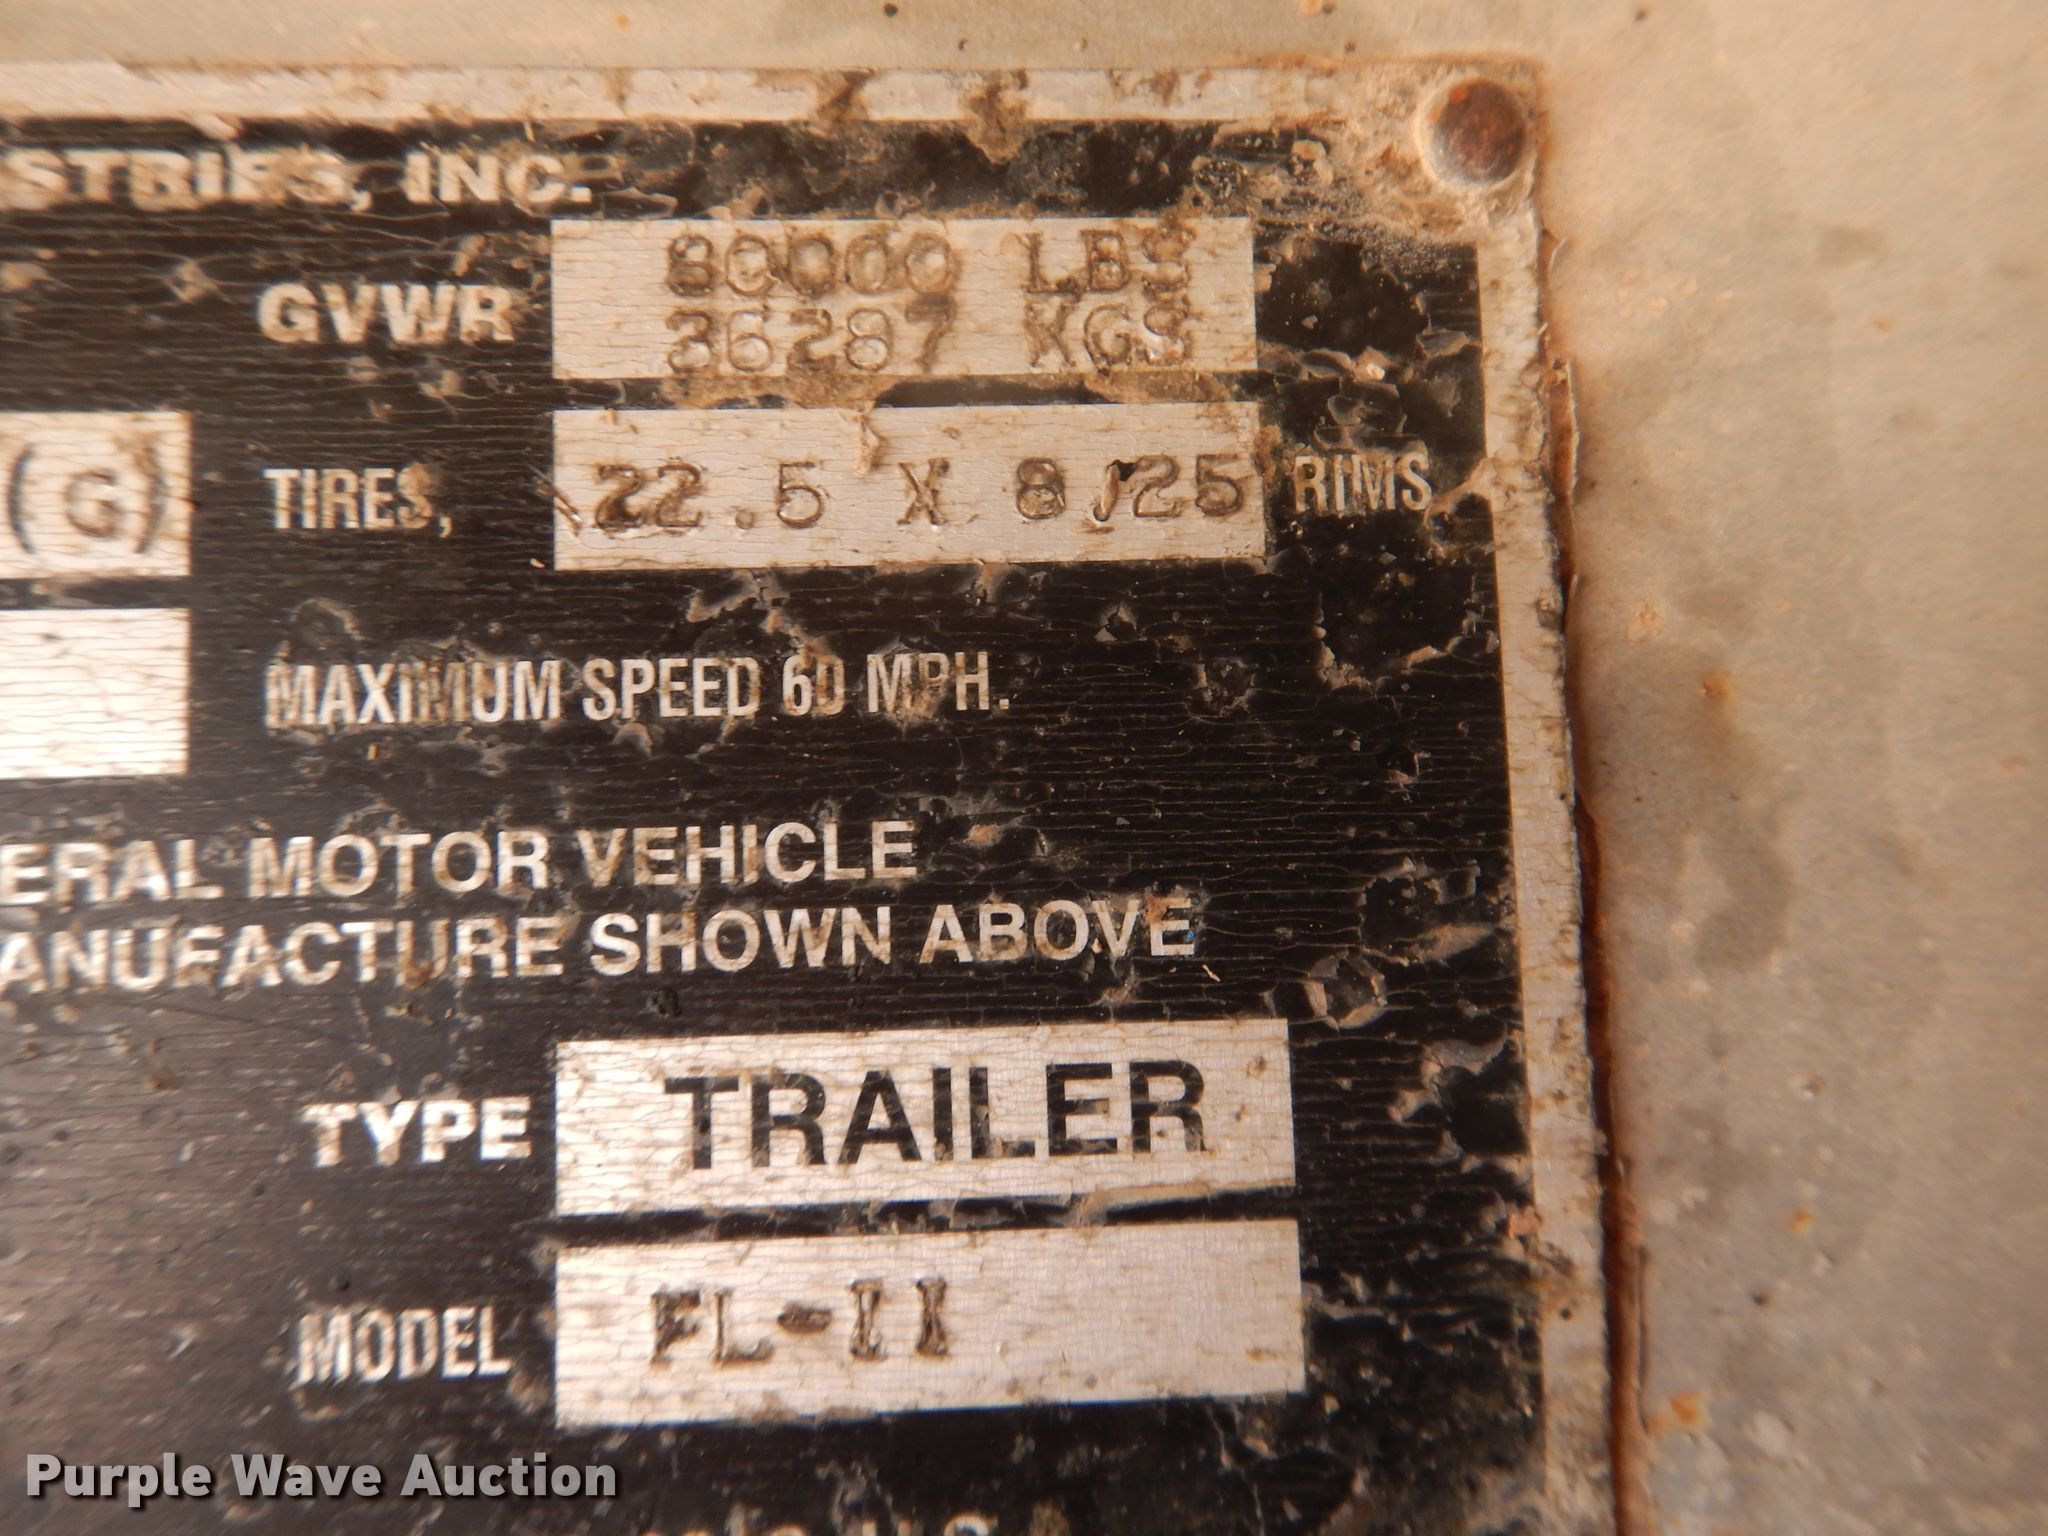 STRIES, INC.
GVWR 80000 LBS
36287 KGS
(G) TIRES, 22.5 X 8.25 RIMS
MAXIMUM SPEED 60 MPH.
ERAL MOTOR VEHICLE
ANUFACTURE SHOWN ABOVE
TYPE TRAILER
MODEL FL-II
Purple Wave Auction